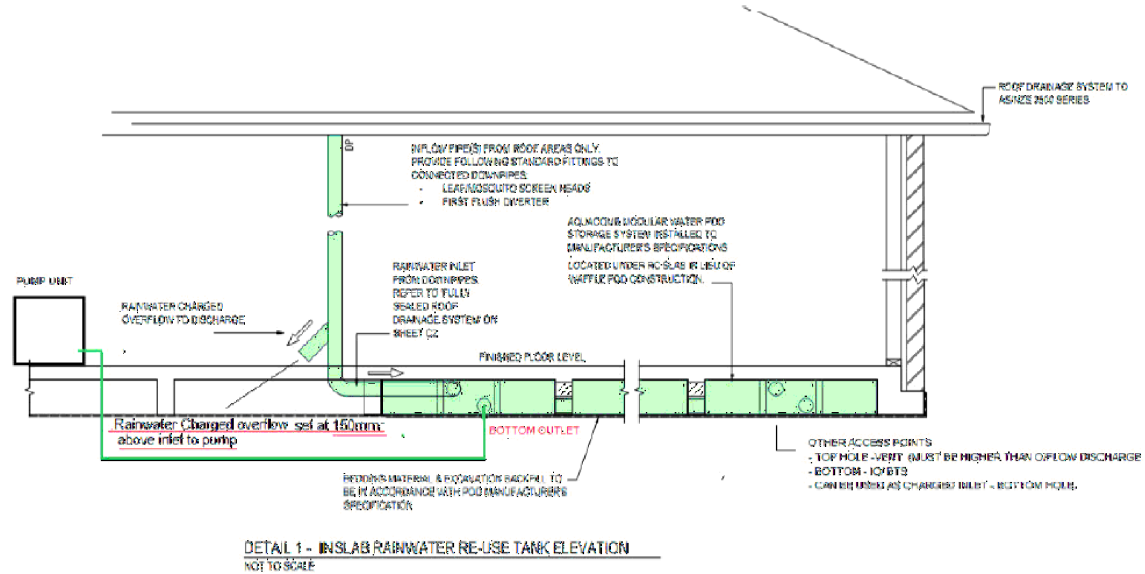 ROOF DRAINAGE SYSTEM TO
AS/NZS 3500 SERIES
DP
INFLOW PIPE(S) FROM ROOF AREAS ONLY.
PROVIDE FOLLOWING STANDARD FITTINGS TO
CONNECTED DOWNPIPES
- LEAF/MOSQUITO SCREEN HEADS
- FIRST FLUSH DIVERTER
MODULAR WATER POD
STORAGE SYSTEM INSTALLED TO
MANUFACTURER'S SPECIFICATIONS
LOCATED UNDER RC SLAB IN LIEU OF
WAFFLE POD CONSTRUCTION.
RAINWATER INLET
FROM DOWNPIPES.
REFER TO FULLY
SEALED ROOF
DRAINAGE SYSTEM ON
SHEET C2
PUMP UNIT
RAINWATER CHARGED
OVERFLOW TO DISCHARGE
FINISHED FLOOR LEVEL
Rainwater Charged overflow set at 150mm
above inlet to pump
BOTTOM OUTLET
OTHER ACCESS POINTS
- TOP HOLE - VENT (MUST BE HIGHER THAN O/FLOW DISCHARGE
- BOTTOM -
- CAN BE USED AS CHARGED INLET - BOTTOM HOLE.
BEDDING MATERIAL & EXCAVATION BACKFILL TO
BE IN ACCORDANCE WITH POD MANUFACTURER'S
SPECIFICATION
DETAIL 1 - INSLAB RAINWATER RE-USE TANK ELEVATION
NOT TO SCALE